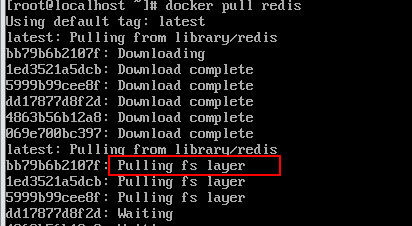 [root@localhost ~]# docker pull redis
Using default tag: latest
latest: Pulling from library/redis
bb79b6b2107f: Downloading
1ed3521a5dcb: Download complete
5999b99cee8f: Download complete
dd17877d8f2d: Download complete
4863b56b12a8: Download complete
069e700bc397: Download complete
latest: Pulling from library/redis
bb79b6b2107f: Pulling fs layer
1ed3521a5dcb: Pulling fs layer
5999b99cee8f: Pulling fs layer
dd17877d8f2d: Waiting